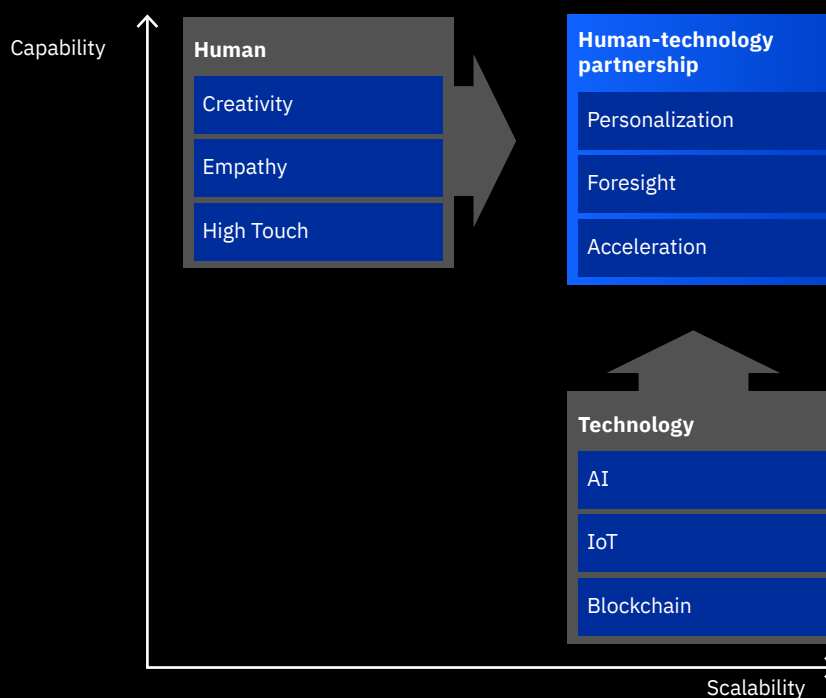 Capability
Human
Creativity
Empathy
High Touch
Human-technology
partnership
Personalization
Foresight
Acceleration
Technology
AI
IoT
Blockchain
Scalability